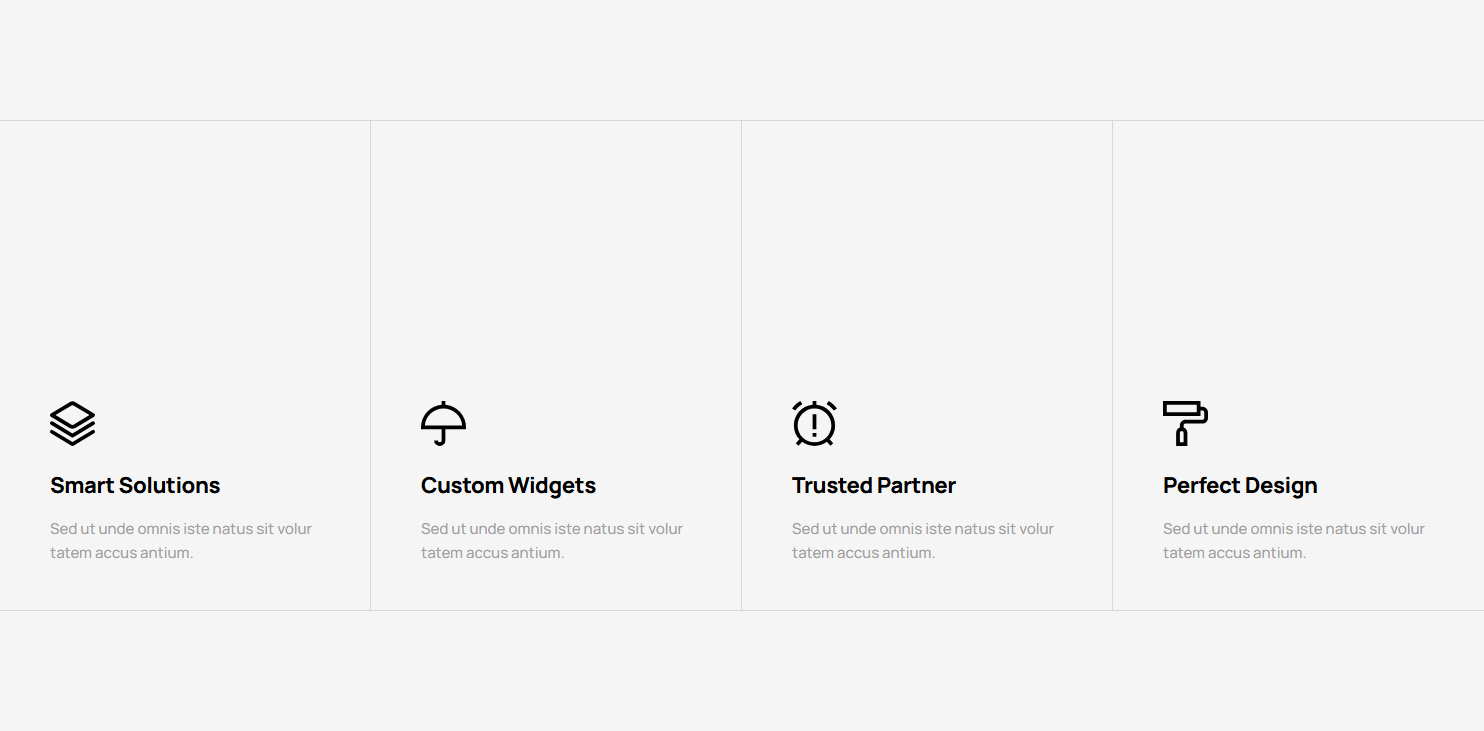 Smart Solutions
Sed ut unde omnis iste natus sit volur
tatem accus antium.
Custom Widgets
Sed ut unde omnis iste natus sit volur
tatem accus antium.
Trusted Partner
Sed ut unde omnis iste natus sit volur
tatem accus antium.
Perfect Design
Sed ut unde omnis iste natus sit volur
tatem accus antium.